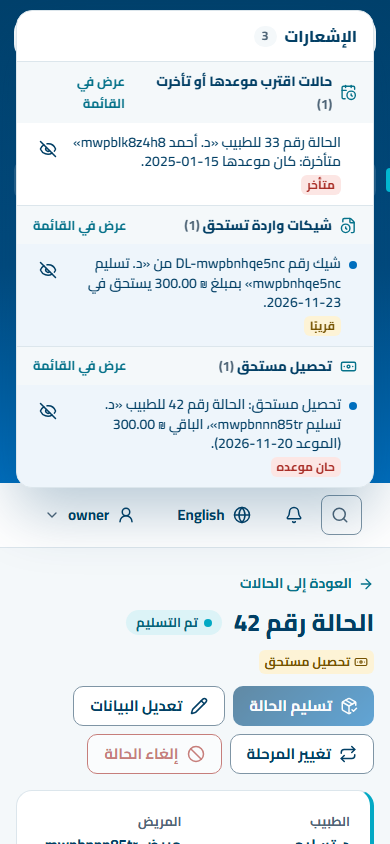 الإشعارات 3
حالات اقترب موعدها أو تأخرت (1)
عرض في القائمة
الحالة رقم 33 للطبيب «د. أحمد mwpblk8z4h8»
متأخرة: كان موعدها 15-01-2025.
متأخر
شيكات واردة تستحق (1)
عرض في القائمة
شيك رقم DL-mwpbnhqe5nc من «د. تسليم
mwpbnhqe5nc» بمبلغ 300.00 ₪ يستحق في
23-11-2026.
قريبًا
تحصيل مستحق (1)
عرض في القائمة
تحصيل مستحق: الحالة رقم 42 للطبيب «د.
تسليم mwpbnnn85tr»، الباقي ₪ 300.00
(الموعد 20-11-2026).
حان موعده
English
owner
العودة إلى الحالات
الحالة رقم 42
تم التسليم
تحصيل مستحق
تسليم الحالة
تعديل البيانات
تغيير المرحلة
إلغاء الحالة
الطبيب
المريض